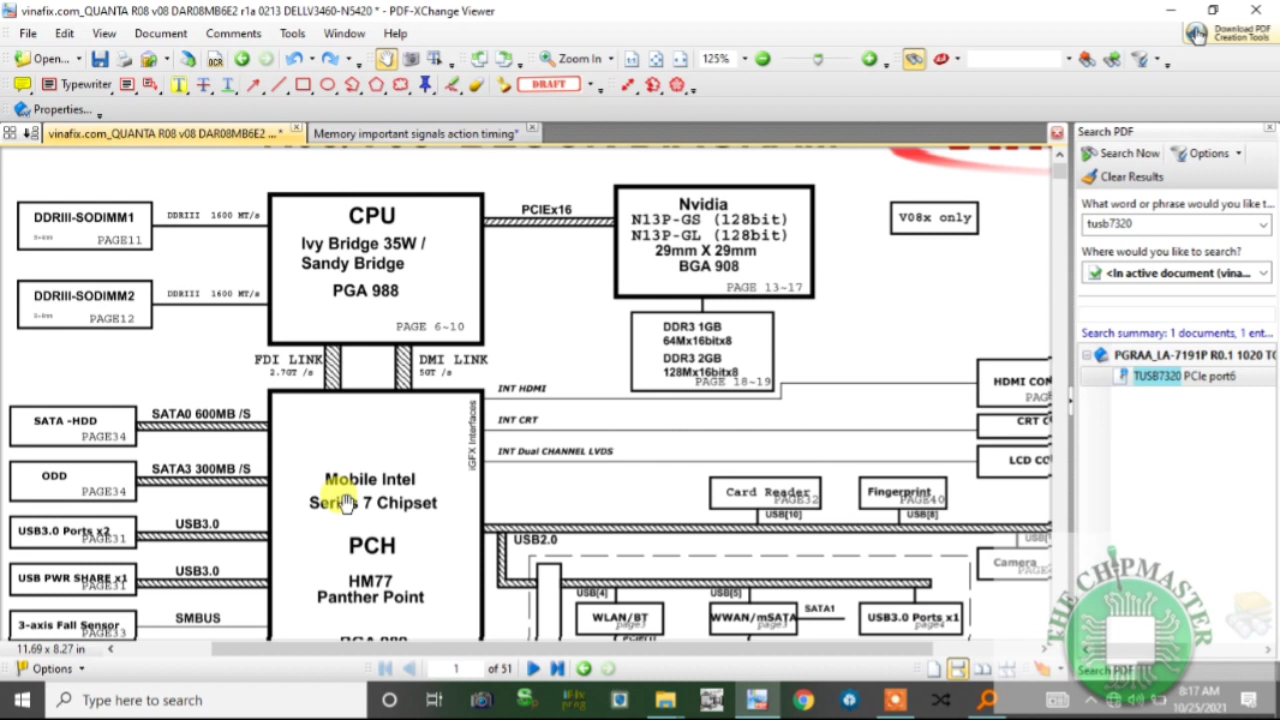 vinafix.com_QUANTA R08 v08 DAR08MB6E2 r1a 0213 DELLV3460-N5420 * - PDF-XChange Viewer
File Edit View Document Comments Tools Window Help
Download PDF
Creation Tools
Open... OCR Zoom In 125%
Typewriter DRAFT
Properties...
vinafix.com_QUANTA R08 v08 DAR08MB6E2 ...* Memory important signals action timing*
Search PDF
Search Now Options
Clear Results
What word or phrase would you like t...
tusb7320
Where would you like to search?
<In active document (vina...
Search summary: 1 documents, 1 ent...
PGRAA_LA-7191P R0.1 1020 TO
TUSB7320 PCIe port6
DDRIII-SODIMM1
PAGE11
DDRIII 1600 MT/s
DDRIII-SODIMM2
PAGE12
DDRIII 1600 MT/s
CPU
Ivy Bridge 35W /
Sandy Bridge
PGA 988
PAGE 6~10
PCIEx16
Nvidia
N13P-GS (128bit)
N13P-GL (128bit)
29mm X 29mm
BGA 908
PAGE 13~17
V08x only
DDR3 1GB
64Mx16bitx8
DDR3 2GB
128Mx16bitx8
PAGE 18~19
FDI LINK
2.7GT /s
DMI LINK
5GT /s
INT HDMI
INT CRT
INT Dual CHANNEL LVDS
iGFX Interfaces
HDMI CON
PAG
CRT C
LCD CO
SATA -HDD
PAGE34
SATA0 600MB /S
ODD
PAGE34
SATA3 300MB /S
USB3.0 Ports x2
PAGE31
USB3.0
USB PWR SHARE x1
PAGE31
USB3.0
3-axis Fall Sensor
PAGE33
SMBUS
Mobile Intel
Series 7 Chipset
PCH
HM77
Panther Point
Card Reader
PAGE32
USB[10]
Fingerprint
PAGE40
USB[8]
USB2.0
Camera
USB[4]
WLAN/BT
USB[5]
WWAN/mSATA
SATA1
USB3.0 Ports x1
THE CHIPMASTER
11.69 x 8.27 in
Options 1 of 51
Search PDF
Type here to search
8:17 AM
10/25/2021